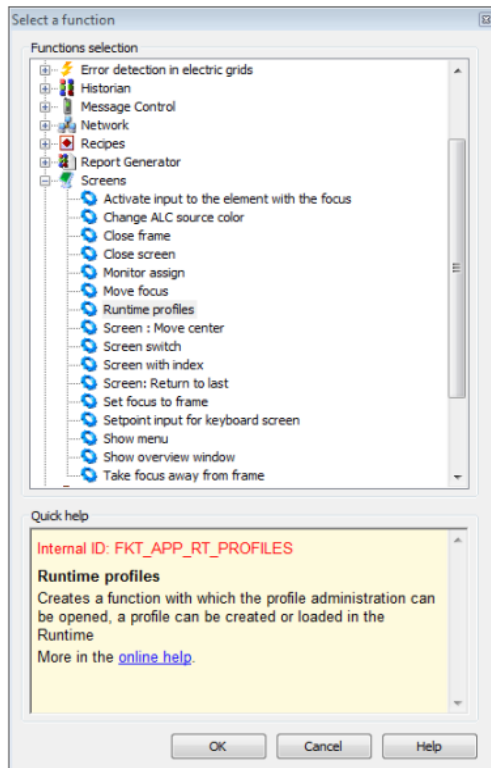 Select a function
Functions selection
Error detection in electric grids
Historian
Message Control
Network
Recipes
Report Generator
Screens
Activate input to the element with the focus
Change ALC source color
Close frame
Close screen
Monitor assign
Move focus
Runtime profiles
Screen : Move center
Screen switch
Screen with index
Screen: Return to last
Set focus to frame
Setpoint input for keyboard screen
Show menu
Show overview window
Take focus away from frame
Quick help
Internal ID: FKT_APP_RT_PROFILES
Runtime profiles
Creates a function with which the profile administration can
be opened, a profile can be created or loaded in the
Runtime
More in the online help.
OK Cancel Help